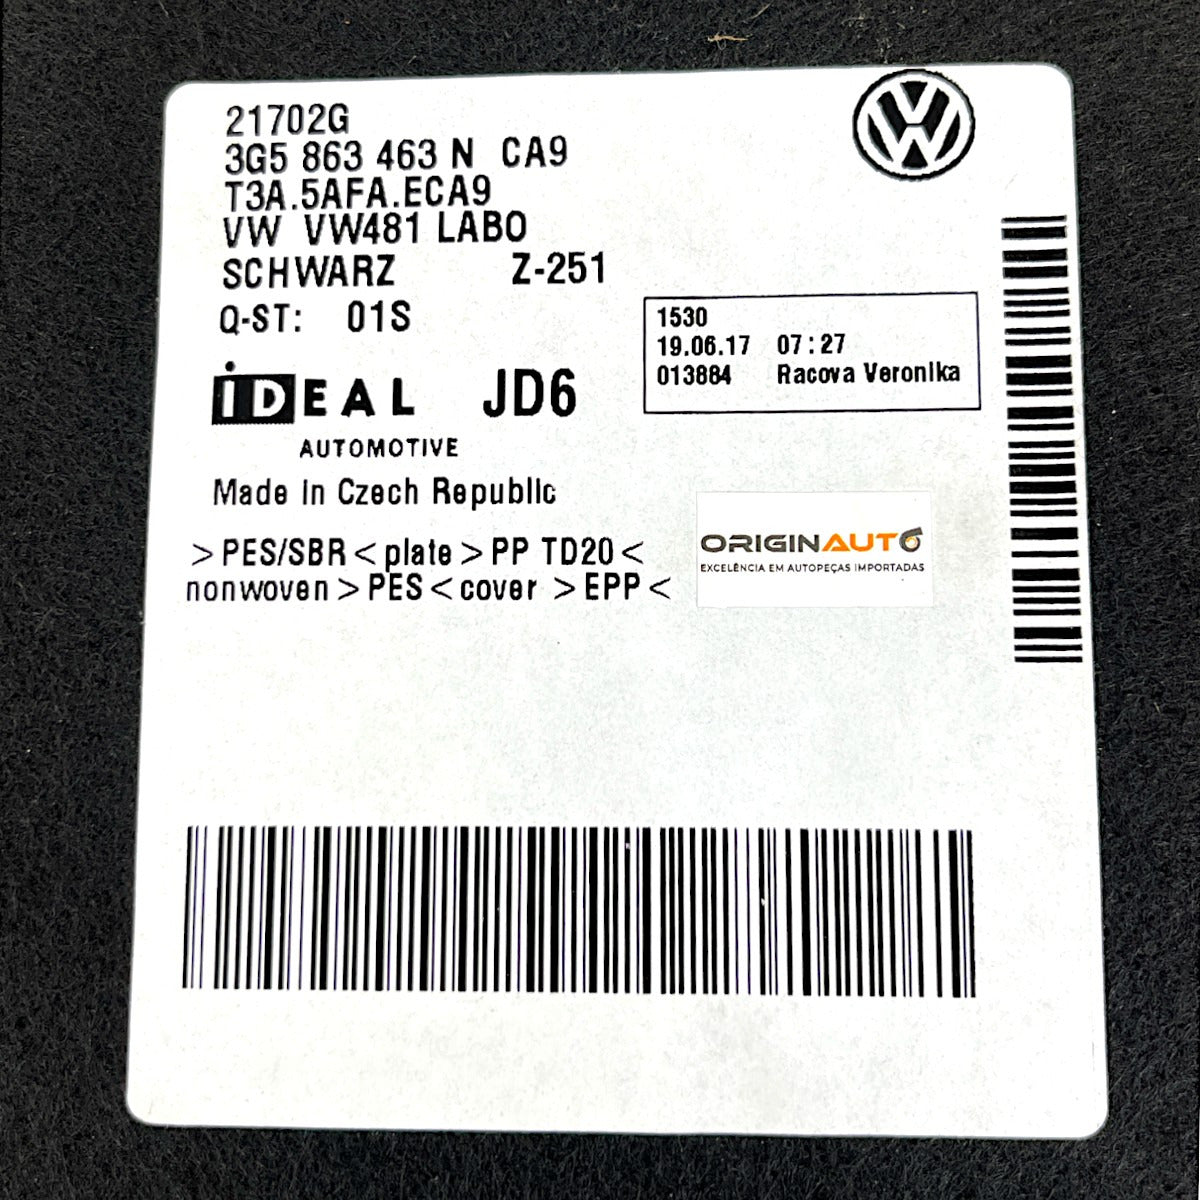 21702G
3G5 863 463 N CA9
T3A.5AFA.ECA9
VW VW481 LABO
SCHWARZ Z-251
Q-ST: 01S
1530
19.06.17 07:27
013884 Racova Veronika
iDEAL JD6
AUTOMOTIVE
Made in Czech Republic
ORIGINAUTO
EXCELÊNCIA EM AUTOPEÇAS IMPORTADAS
>PES/SBR<plate>PP TD20<
nonwoven>PES<cover >EPP<